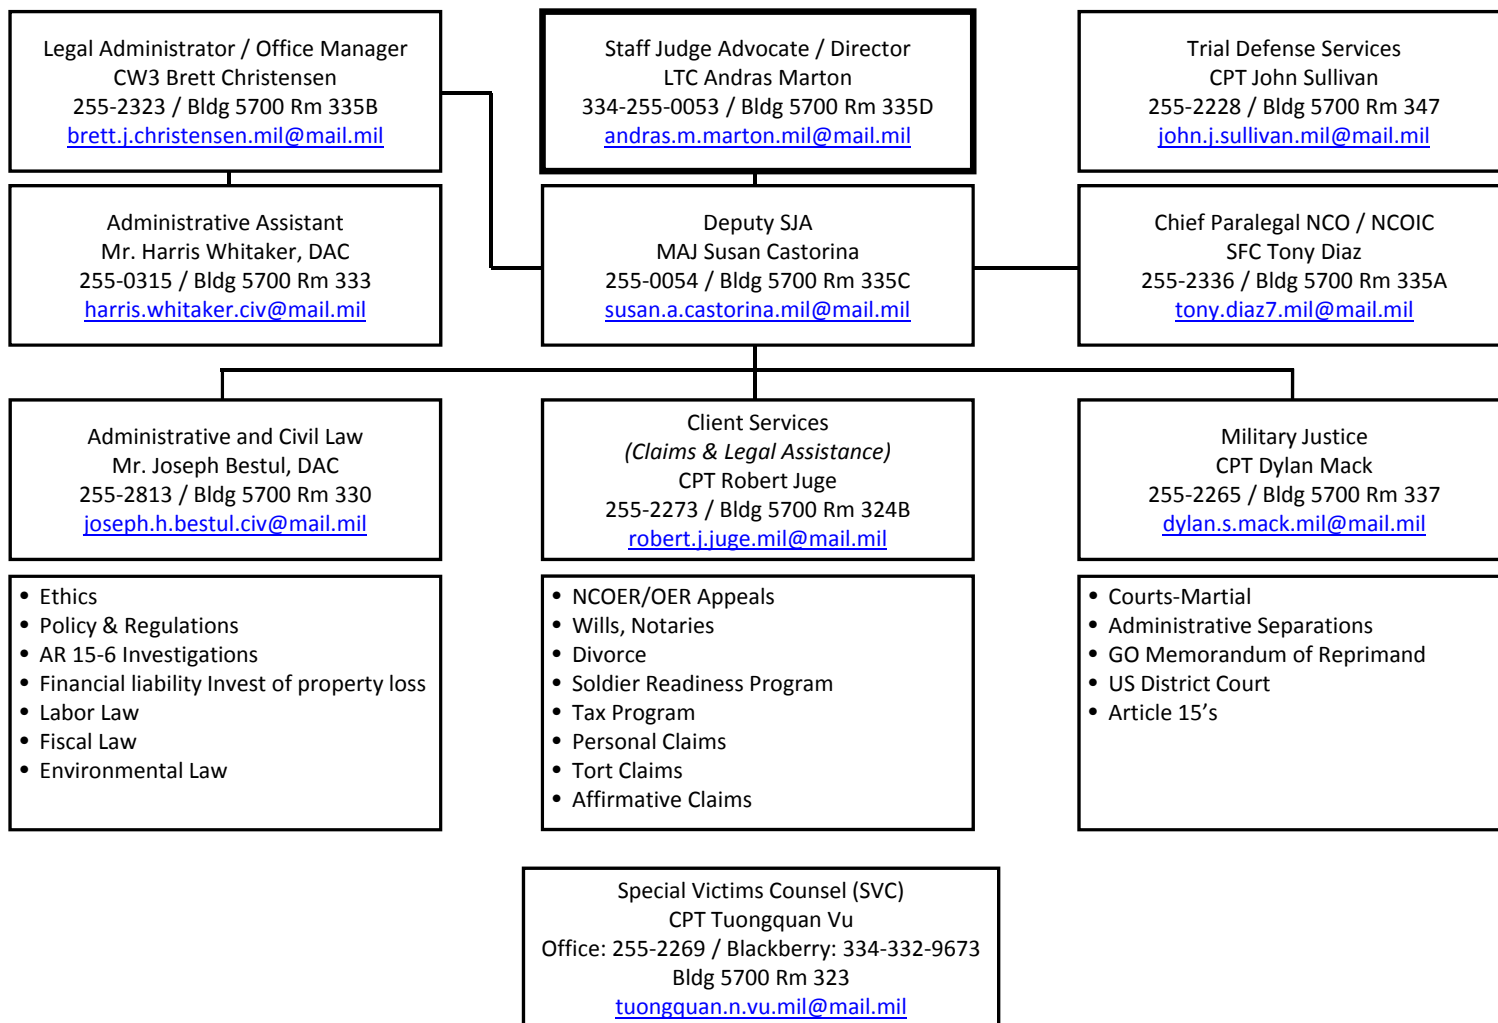 Legal Administrator / Office Manager
CW3 Brett Christensen
255-2323 / Bldg 5700 Rm 335B
brett.j.christensen.mil@mail.mil
Staff Judge Advocate / Director
LTC Andras Marton
334-255-0053 / Bldg 5700 Rm 335D
andras.m.marton.mil@mail.mil
Trial Defense Services
CPT John Sullivan
255-2228 / Bldg 5700 Rm 347
john.j.sullivan.mil@mail.mil
Administrative Assistant
Mr. Harris Whitaker, DAC
255-0315 / Bldg 5700 Rm 333
harris.whitaker.civ@mail.mil
Deputy SJA
MAJ Susan Castorina
255-0054 / Bldg 5700 Rm 335C
susan.a.castorina.mil@mail.mil
Chief Paralegal NCO / NCOIC
SFC Tony Diaz
255-2336 / Bldg 5700 Rm 335A
tony.diaz7.mil@mail.mil
Administrative and Civil Law
Mr. Joseph Bestul, DAC
255-2813 / Bldg 5700 Rm 330
joseph.h.bestul.civ@mail.mil
Client Services
(Claims & Legal Assistance)
CPT Robert Juge
255-2273 / Bldg 5700 Rm 324B
robert.j.juge.mil@mail.mil
Military Justice
CPT Dylan Mack
255-2265 / Bldg 5700 Rm 337
dylan.s.mack.mil@mail.mil
• Ethics
• Policy & Regulations
• AR 15-6 Investigations
• Financial liability Invest of property loss
• Labor Law
• Fiscal Law
• Environmental Law
• NCOER/OER Appeals
• Wills, Notaries
• Divorce
• Soldier Readiness Program
• Tax Program
• Personal Claims
• Tort Claims
• Affirmative Claims
• Courts-Martial
• Administrative Separations
• GO Memorandum of Reprimand
• US District Court
• Article 15’s
Special Victims Counsel (SVC)
CPT Tuongquan Vu
Office: 255-2269 / Blackberry: 334-332-9673
Bldg 5700 Rm 323
tuongquan.n.vu.mil@mail.mil